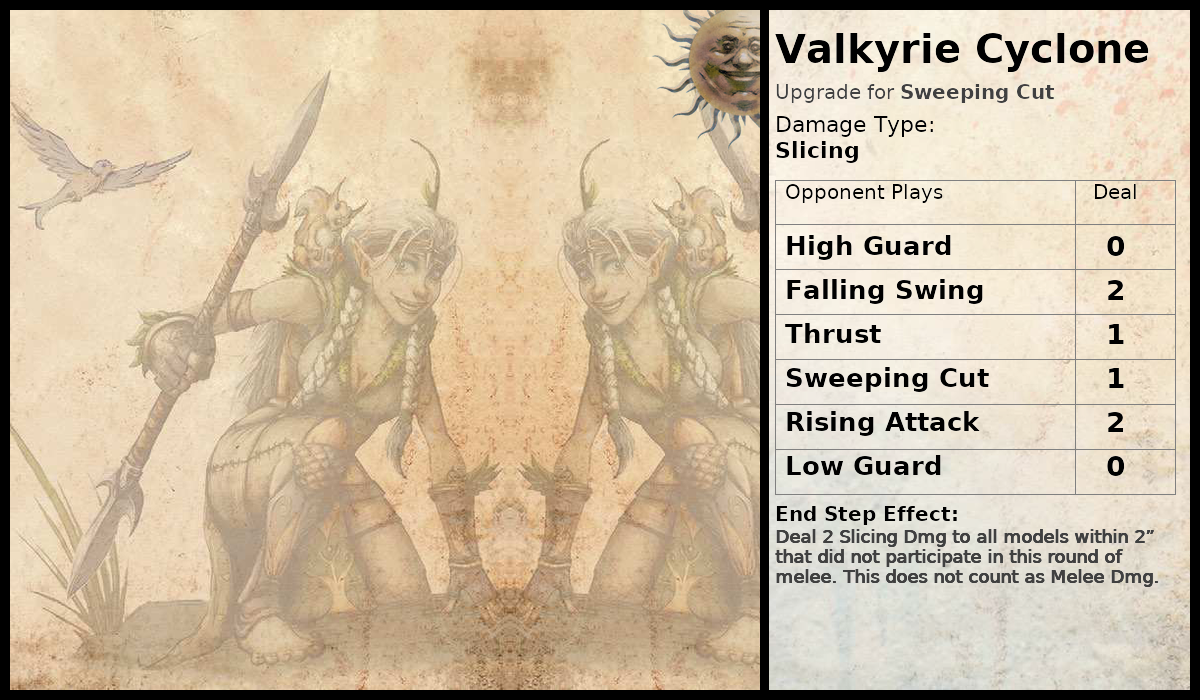 Valkyrie Cyclone
Upgrade for Sweeping Cut
Damage Type:
Slicing
Opponent Plays Deal
High Guard 0
Falling Swing 2
Thrust 1
Sweeping Cut 1
Rising Attack 2
Low Guard 0
End Step Effect:
Deal 2 Slicing Dmg to all models within 2”
that did not participate in this round of
melee. This does not count as Melee Dmg.